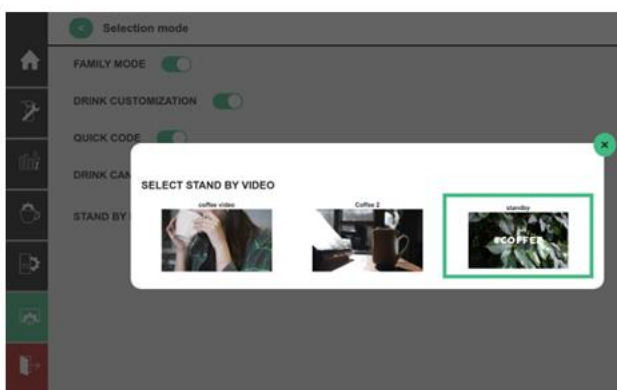 Selection mode
FAMILY MODE
DRINK CUSTOMIZATION
QUICK CODE
DRINK CAN
STAND BY
SELECT STAND BY VIDEO
coffee video
Coffee 2
standby
#COFFEE